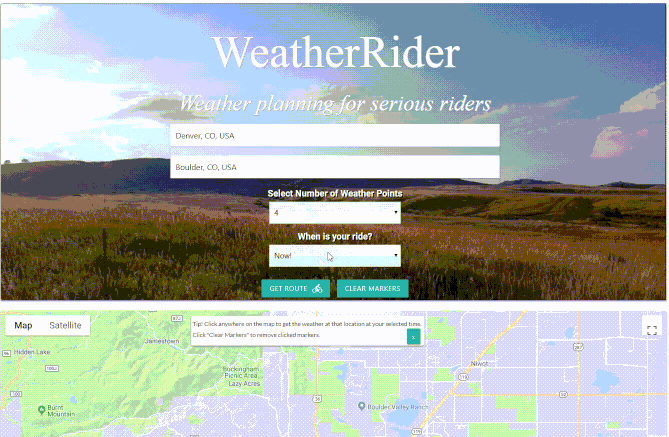 WeatherRider
Weather planning for serious riders
Denver, CO, USA
Boulder, CO, USA
Select Number of Weather Points
4
When is your ride?
Now!
GET ROUTE
CLEAR MARKERS
Map
Satellite
Tip! Click anywhere on the map to get the weather at that location at your selected time.
Click "Clear Markers" to remove clicked markers.
x
Jamestown
Hidden Lake
Buckingham
Picnic Area
Lazy Acres
Niwot
Burnt
Mountain
Boulder Valley Ranch
287
119